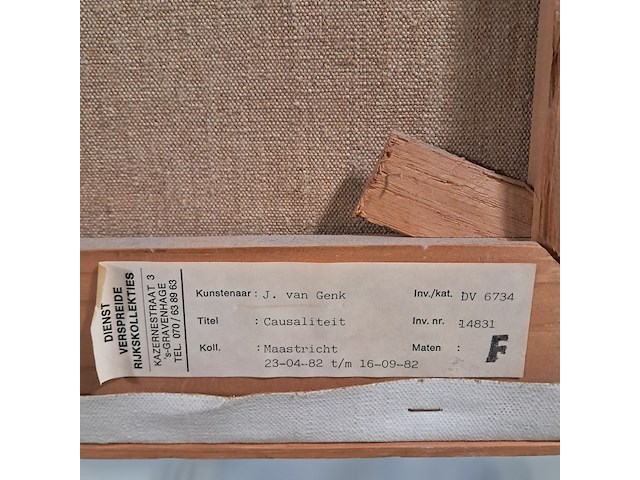 DIENST
VERSPREIDE
RIJKSKOLLEKTIES
KAZERNESTRAAT 3
's-GRAVENHAGE
TEL. 070/63 89 63
Kunstenaar : J. van Genk Inv./kat. DV 6734
Titel : Causaliteit Inv. nr. 14831
Koll. : Maastricht Maten :
23-04-82 t/m 16-09-82
F